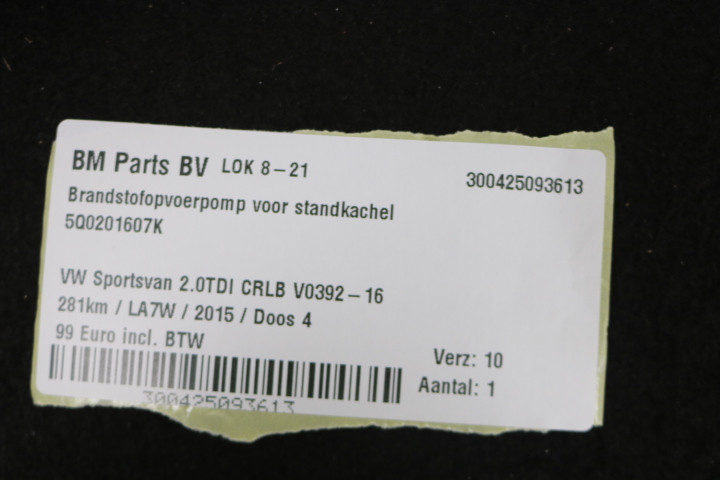 BM Parts BV LOK 8-21
300425093613
Brandstofopvoerpomp voor standkachel
5Q0201607K
VW Sportsvan 2.0TDI CRLB V0392-16
281km / LA7W / 2015 / Doos 4
99 Euro incl. BTW
Verz: 10
Aantal: 1
300425093613